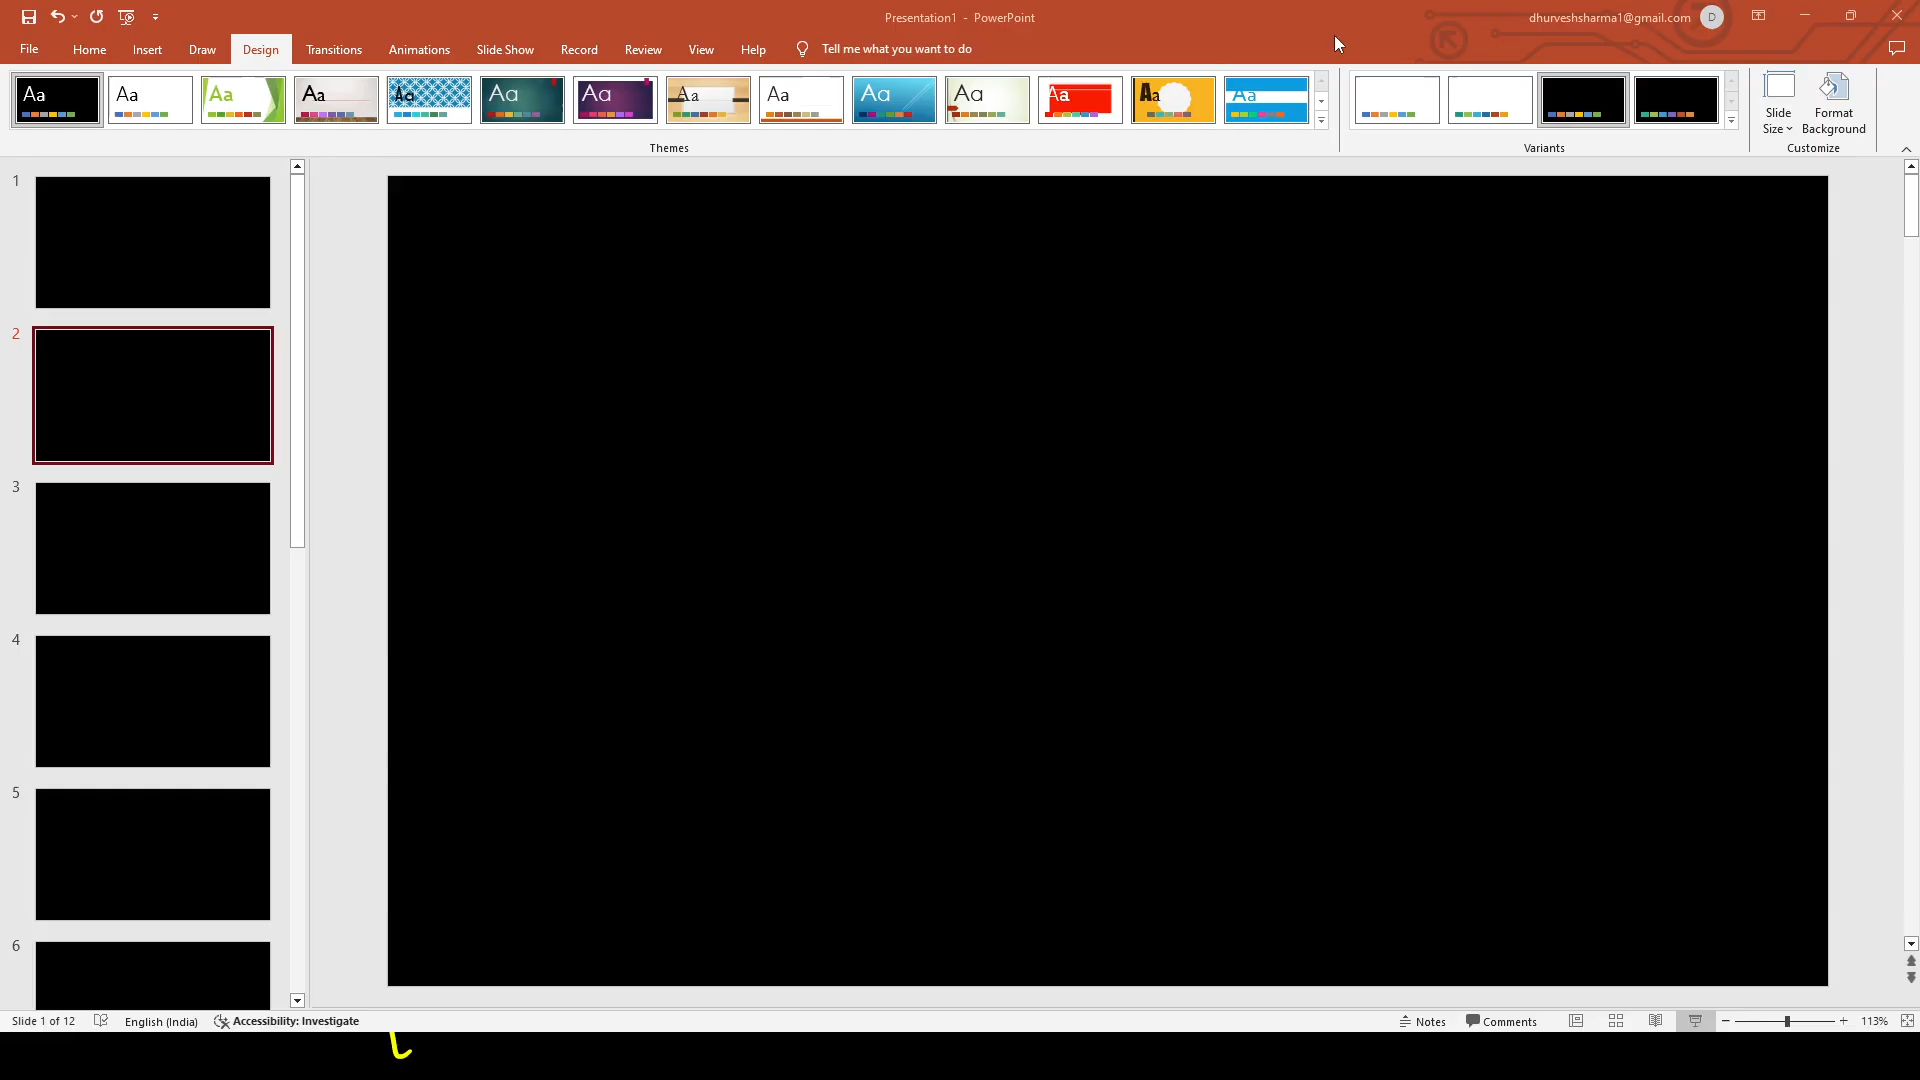 Presentation1 - PowerPoint
dhurveshsharma1@gmail.com D
File Home Insert Draw Design Transitions Animations Slide Show Record Review View Help Tell me what you want to do
Aa Aa Aa Aa Aa Aa Aa Aa Aa Aa Aa Aa Aa Aa
Slide Size
Format Background
Themes Variants Customize
1
2
3
4
5
6
Slide 1 of 12 English (India) Accessibility: Investigate Notes Comments 113%